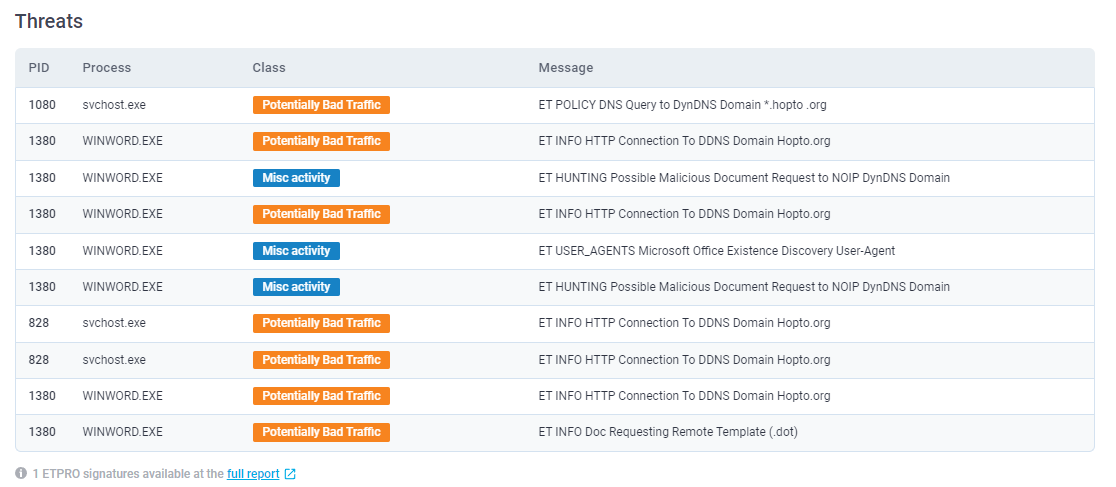 Threats
PID Process Class Message
1080 svchost.exe Potentially Bad Traffic ET POLICY DNS Query to DynDNS Domain *.hopto .org
1380 WINWORD.EXE Potentially Bad Traffic ET INFO HTTP Connection To DDNS Domain Hopto.org
1380 WINWORD.EXE Misc activity ET HUNTING Possible Malicious Document Request to NOIP DynDNS Domain
1380 WINWORD.EXE Potentially Bad Traffic ET INFO HTTP Connection To DDNS Domain Hopto.org
1380 WINWORD.EXE Misc activity ET USER_AGENTS Microsoft Office Existence Discovery User-Agent
1380 WINWORD.EXE Misc activity ET HUNTING Possible Malicious Document Request to NOIP DynDNS Domain
828 svchost.exe Potentially Bad Traffic ET INFO HTTP Connection To DDNS Domain Hopto.org
828 svchost.exe Potentially Bad Traffic ET INFO HTTP Connection To DDNS Domain Hopto.org
1380 WINWORD.EXE Potentially Bad Traffic ET INFO HTTP Connection To DDNS Domain Hopto.org
1380 WINWORD.EXE Potentially Bad Traffic ET INFO Doc Requesting Remote Template (.dot)
1 ETPRO signatures available at the full report